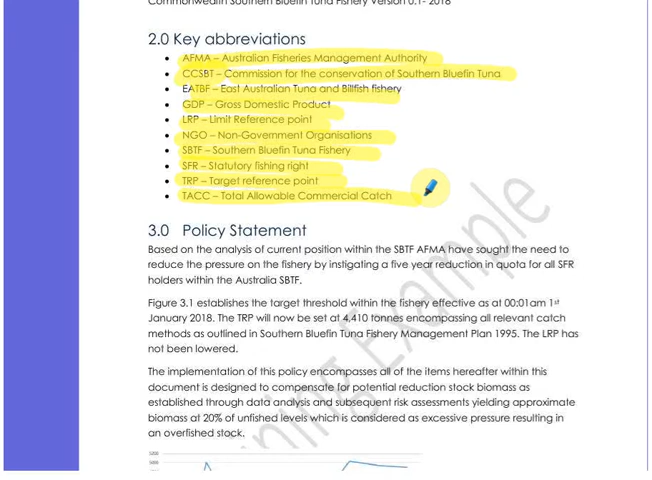 Commonwealth Southern Bluefin Tuna Fishery Version 0.1- 2018
2.0 Key abbreviations
• AFMA – Australian Fisheries Management Authority
• CCSBT – Commission for the conservation of Southern Bluefin Tuna
• EATBF – East Australian Tuna and Billfish fishery
• GDP – Gross Domestic Product
• LRP – Limit Reference point
• NGO – Non-Government Organisations
• SBTF – Southern Bluefin Tuna Fishery
• SFR – Statutory fishing right
• TRP – Target reference point
• TACC – Total Allowable Commercial Catch
3.0 Policy Statement
Based on the analysis of current position within the SBTF AFMA have sought the need to
reduce the pressure on the fishery by instigating a five year reduction in quota for all SFR
holders within the Australia SBTF.
Figure 3.1 establishes the target threshold within the fishery effective as at 00:01am 1st
January 2018. The TRP will now be set at 4,410 tonnes encompassing all relevant catch
methods as outlined in Southern Bluefin Tuna Fishery Management Plan 1995. The LRP has
not been lowered.
The implementation of this policy encompasses all of the items hereafter within this
document is designed to compensate for potential reduction stock biomass as
established through data analysis and subsequent risk assessments yielding approximate
biomass at 20% of unfished levels which is considered as excessive pressure resulting in
an overfished stock.
ning Example